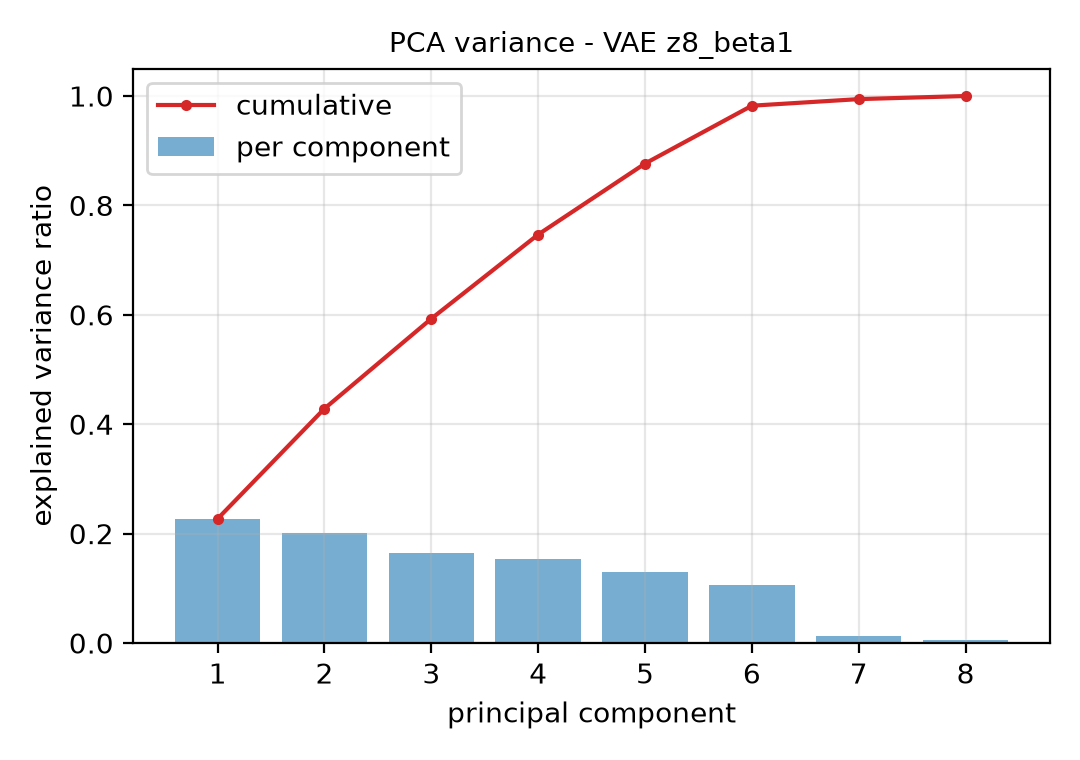 PCA variance - VAE z8_beta1
cumulative
per component
explained variance ratio
1.0
0.8
0.6
0.4
0.2
0.0
1 2 3 4 5 6 7 8
principal component